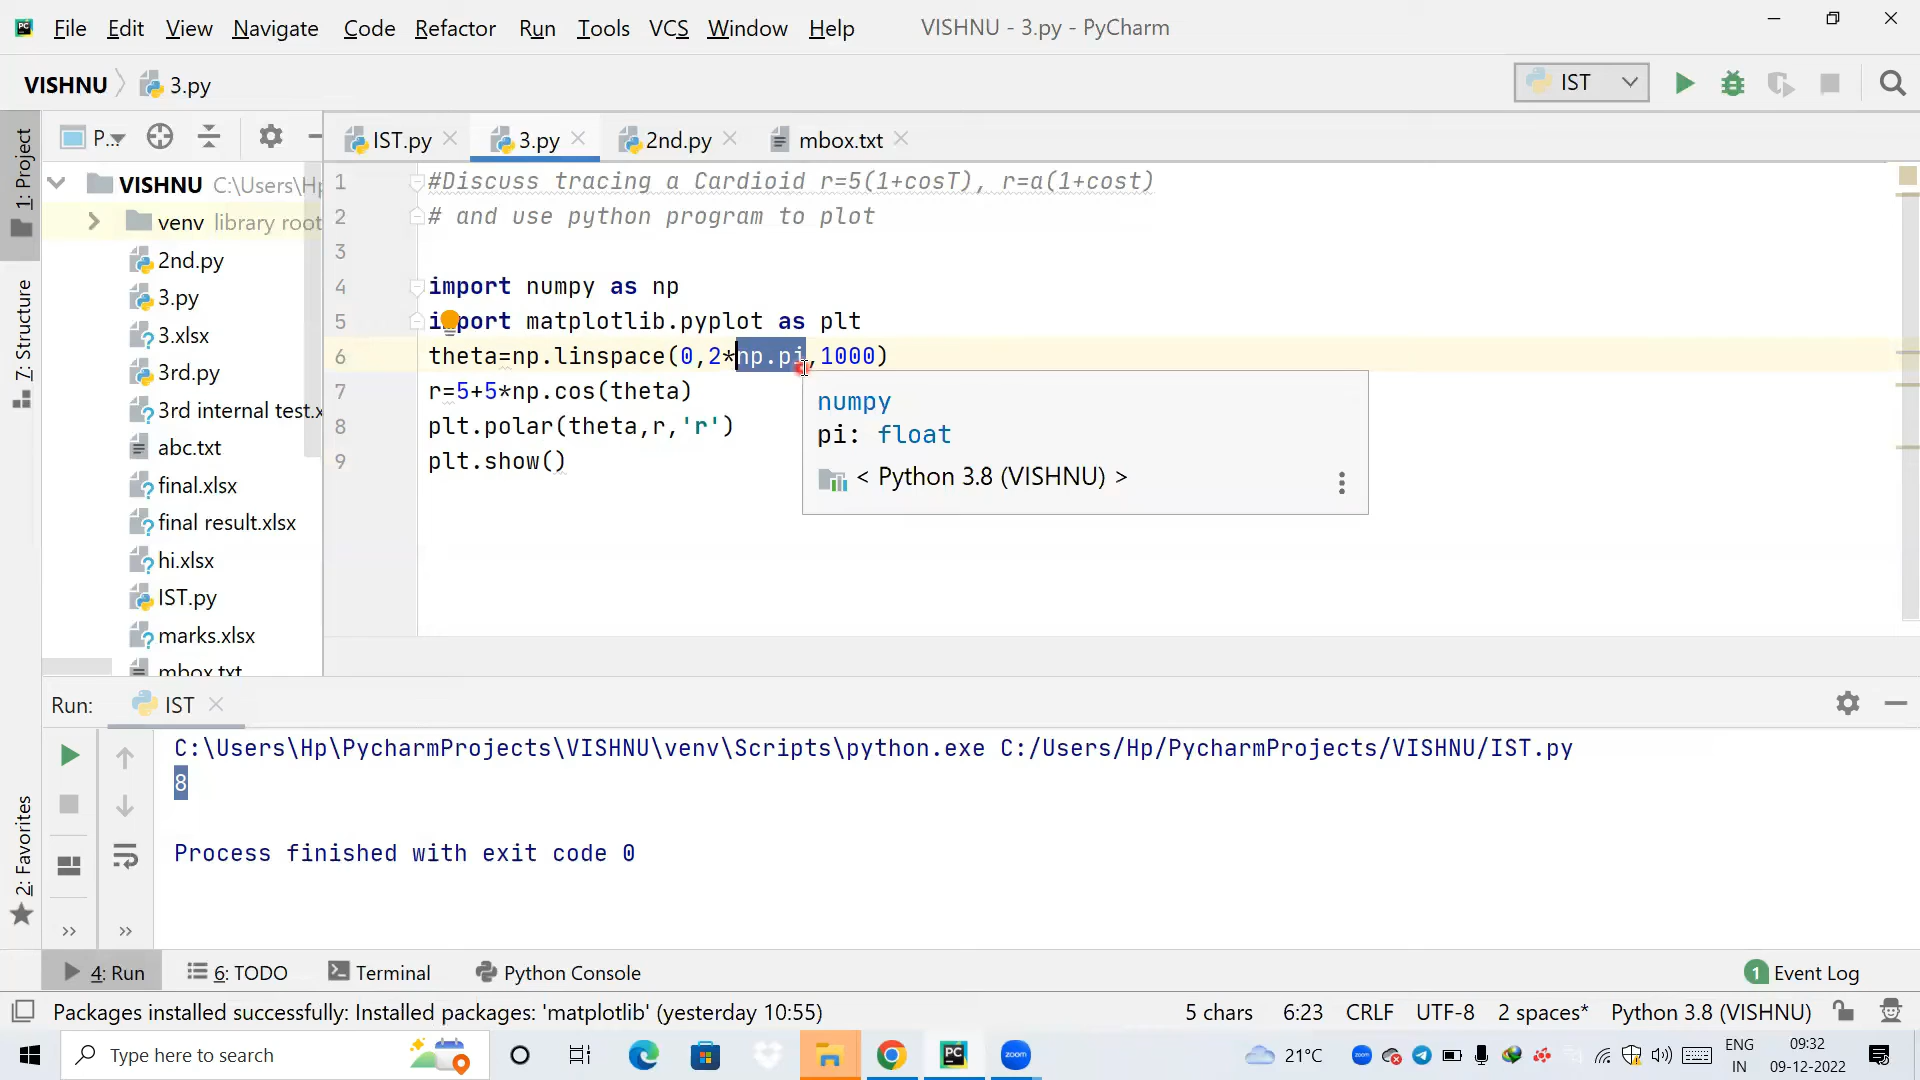 File Edit View Navigate Code Refactor Run Tools VCS Window Help VISHNU - 3.py - PyCharm
VISHNU 3.py IST
1: Project
7: Structure
2: Favorites
P...
VISHNU C:\Users\Hp
venv library root
2nd.py
3.py
3.xlsx
3rd.py
3rd internal test.x
abc.txt
final.xlsx
final result.xlsx
hi.xlsx
IST.py
marks.xlsx
mbox.txt
IST.py 3.py 2nd.py mbox.txt
1 #Discuss tracing a Cardioid r=5(1+cosT), r=a(1+cost)
2 # and use python program to plot
3
4 import numpy as np
5 import matplotlib.pyplot as plt
6 theta=np.linspace(0,2*np.pi,1000)
7 r=5+5*np.cos(theta)
8 plt.polar(theta,r,'r')
9 plt.show()
numpy
pi: float
< Python 3.8 (VISHNU) >
Run: IST
C:\Users\Hp\PycharmProjects\VISHNU\venv\Scripts\python.exe C:/Users/Hp/PycharmProjects/VISHNU/IST.py
8
Process finished with exit code 0
4: Run 6: TODO Terminal Python Console 1 Event Log
Packages installed successfully: Installed packages: 'matplotlib' (yesterday 10:55) 5 chars 6:23 CRLF UTF-8 2 spaces* Python 3.8 (VISHNU)
Type here to search PC zoom 21°C zoom ENG IN 09:32 09-12-2022